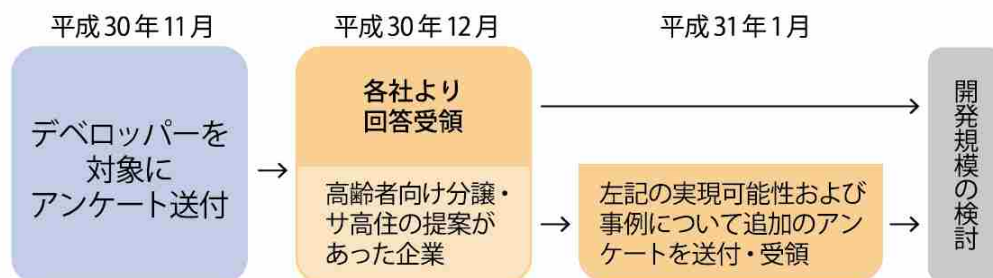 平成30年11月
平成30年12月
平成31年1月
デベロッパーを
対象に
アンケート送付
各社より
回答受領
高齢者向け分譲・
サ高住の提案が
あった企業
左記の実現可能性および
事例について追加のアン
ケートを送付・受領
開発規模の検討